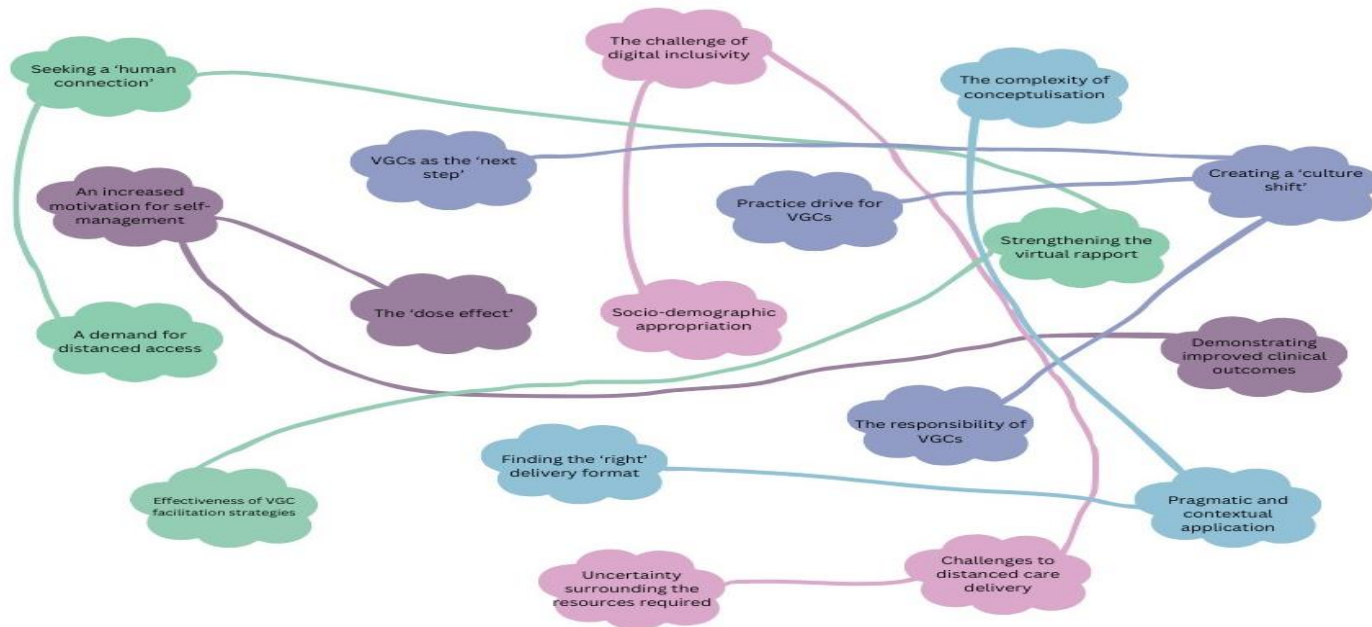 The challenge of
digital inclusivity
Seeking a ‘human
connection’
The complexity of
conceptulisation
VGCs as the ‘next
step’
Creating a ‘culture
shift’
An increased
motivation for self-
management
Practice drive for
VGCs
Strengthening the
virtual rapport
The ‘dose effect’
Socio-demographic
appropriation
A demand for
distanced access
Demonstrating
improved clinical
outcomes
The responsibility of
VGCs
Finding the ‘right’
delivery format
Effectiveness of VGC
facilitation strategies
Pragmatic and
contextual
application
Uncertainty
surrounding the
resources required
Challenges to
distanced care
delivery